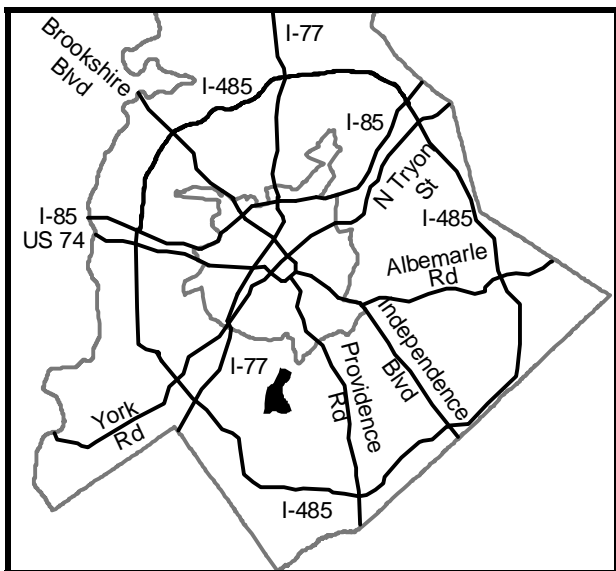 I-77
Brookshire
Blvd
I-485
I-85
N Tryon
St
I-485
I-85
US 74
Albemarle
Rd
Independence
Blvd
Providence
Rd
I-77
York
Rd
I-485